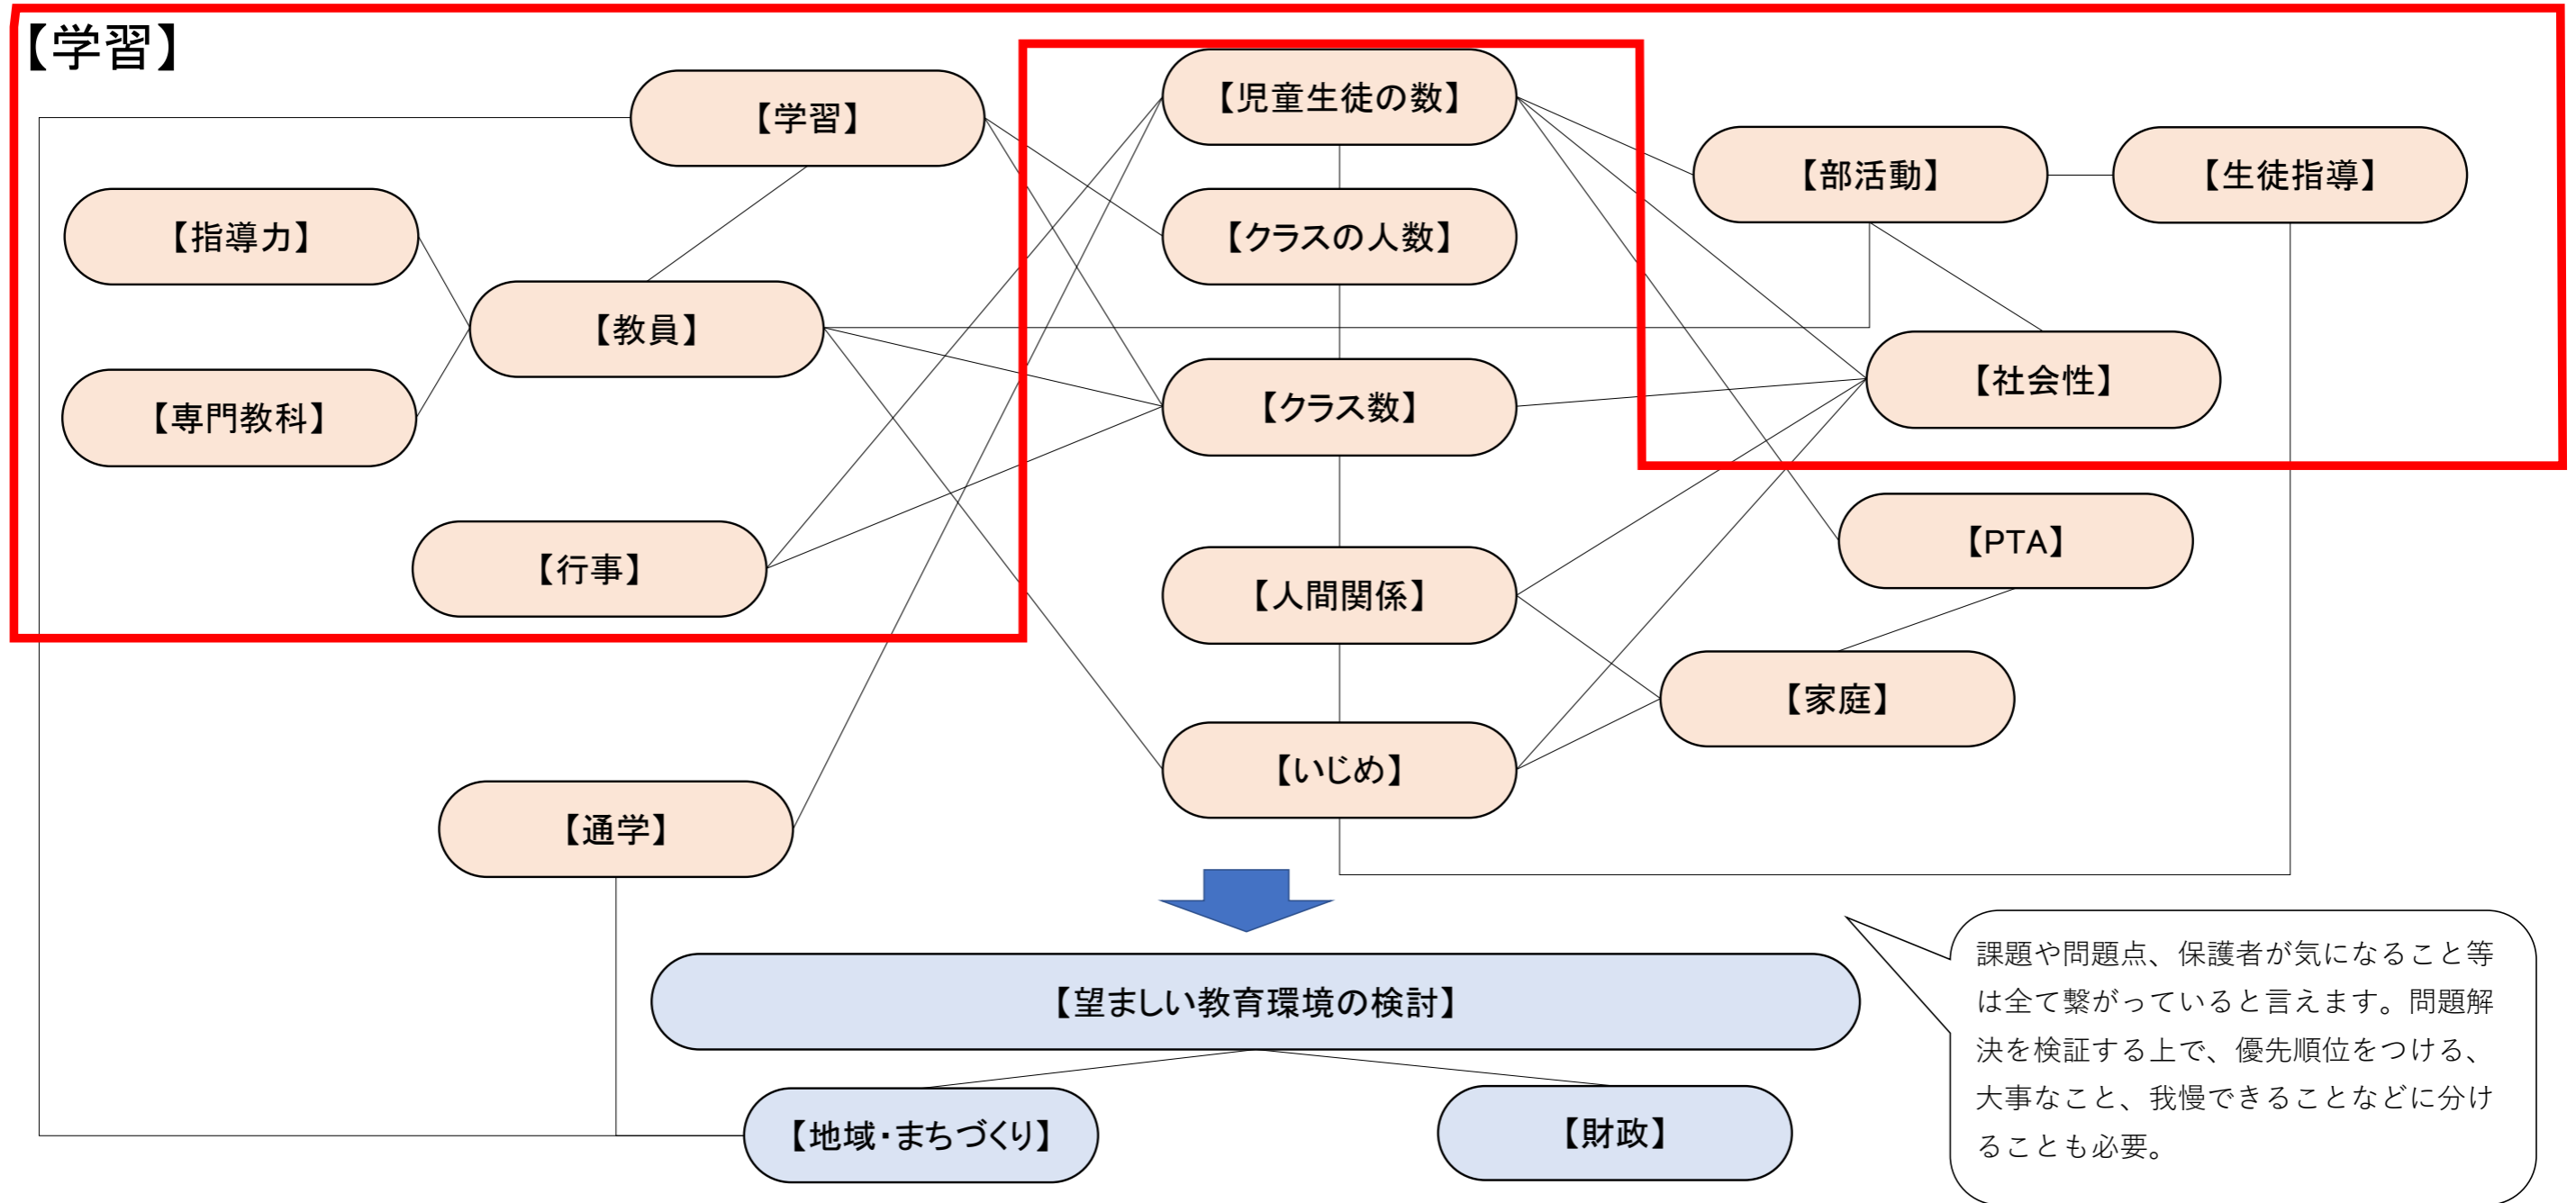 【学習】
【学習】
【児童生徒の数】
【部活動】
【生徒指導】
【指導力】
【クラスの人数】
【教員】
【社会性】
【専門教科】
【クラス数】
【行事】
【人間関係】
【PTA】
【家庭】
【いじめ】
【通学】
【望ましい教育環境の検討】
【地域・まちづくり】
【財政】
課題や問題点、保護者が気になること等
は全て繋がっていると言えます。問題解
決を検証する上で、優先順位をつける、
大事なこと、我慢できることなどに分け
ることも必要。